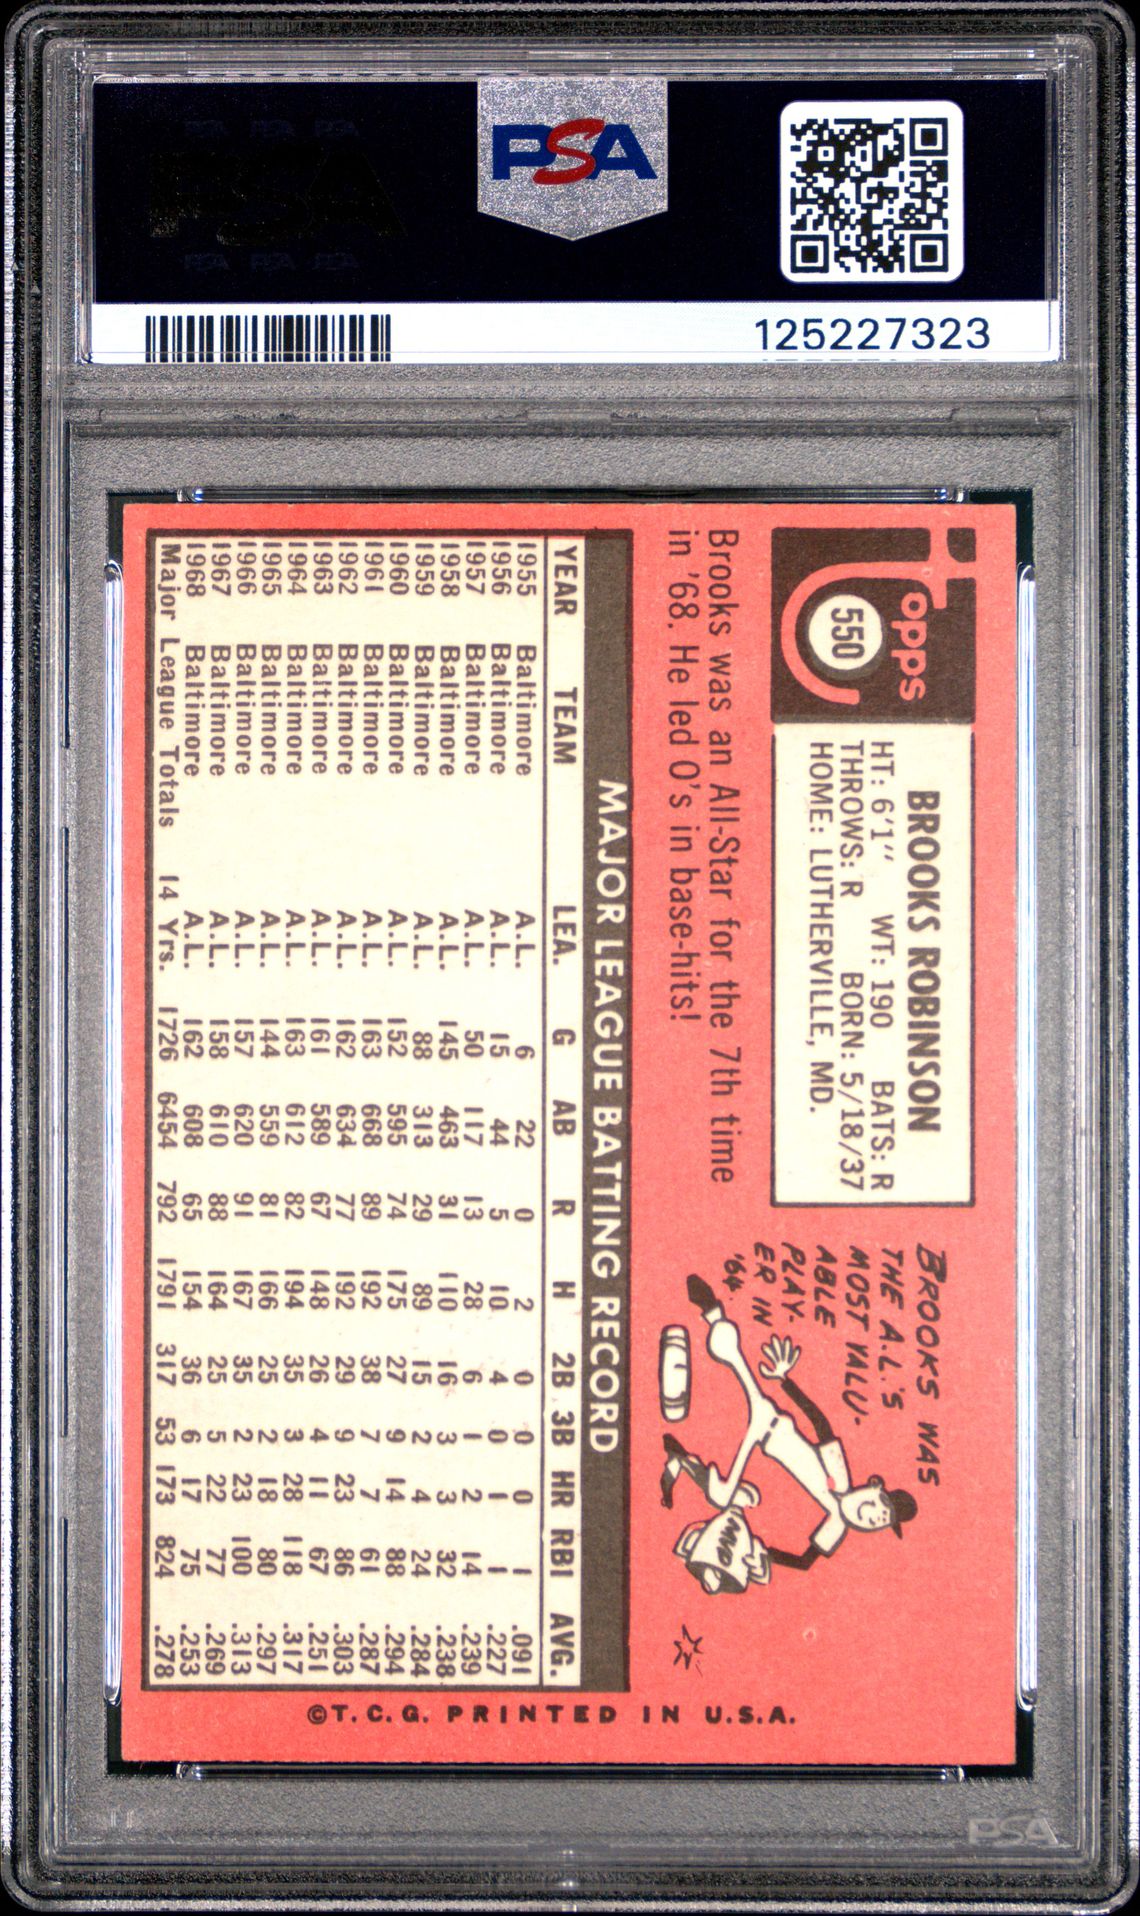 PSA
125227323
Topps
550
BROOKS ROBINSON
HT: 6'1" WT: 190 BATS: R
THROWS: R BORN: 5/18/37
HOME: LUTHERVILLE, MD.
BROOKS WAS
THE A.L.'S
MOST VALU-
ABLE
PLAY-
ER IN
'64.
Brooks was an All-Star for the 7th time
in '68. He led O's in base-hits!
MAJOR LEAGUE BATTING RECORD
YEAR TEAM LEA. G AB R H 2B 3B HR RBI AVG.
1955 Baltimore A.L. 6 22 0 2 0 0 0 1 .091
1956 Baltimore A.L. 15 44 5 10 4 0 1 1 .227
1957 Baltimore A.L. 50 117 13 28 6 1 2 14 .239
1958 Baltimore A.L. 145 463 31 110 16 3 3 32 .238
1959 Baltimore A.L. 88 313 29 89 15 2 4 24 .284
1960 Baltimore A.L. 152 595 74 175 27 9 14 88 .294
1961 Baltimore A.L. 163 668 89 192 38 7 7 61 .287
1962 Baltimore A.L. 162 634 77 192 29 9 23 86 .303
1963 Baltimore A.L. 161 589 67 148 26 4 11 67 .251
1964 Baltimore A.L. 163 612 82 194 35 3 28 118 .317
1965 Baltimore A.L. 144 559 81 166 25 2 18 80 .297
1966 Baltimore A.L. 157 620 91 167 35 2 23 100 .313
1967 Baltimore A.L. 158 610 88 164 25 5 22 77 .269
1968 Baltimore A.L. 162 608 65 154 36 6 17 75 .253
Major League Totals 14 Yrs. 1726 6454 792 1791 317 53 173 824 .278
©T.C.G. PRINTED IN U.S.A.
PSA